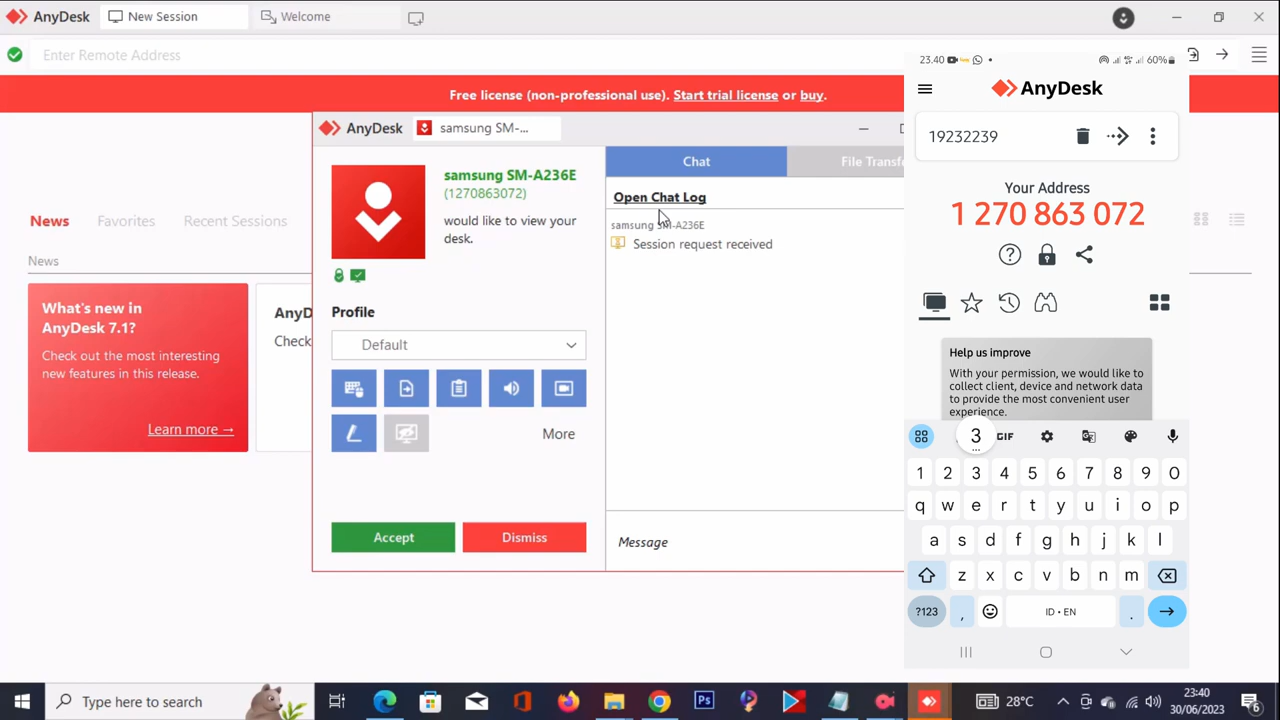 AnyDesk
New Session
Welcome
Enter Remote Address
Free license (non-professional use). Start trial license or buy.
News
Favorites
Recent Sessions
News
What's new in
AnyDesk 7.1?
Check out the most interesting
new features in this release.
Learn more →
AnyD
Check
AnyDesk
samsung SM-...
samsung SM-A236E
(1270863072)
would like to view your
desk.
Profile
Default
More
Accept
Dismiss
Chat
File Transf
Open Chat Log
samsung SM-A236E
Session request received
Message
23.40
60%
AnyDesk
19232239
Your Address
1 270 863 072
Help us improve
With your permission, we would like to
collect client, device and network data
to provide the most convenient user
experience.
3
...
GIF
1 2 3 4 5 6 7 8 9 0
q w e r t y u i o p
a s d f g h j k l
z x c v b n m
?123 , ID • EN .
Type here to search
Ps
28°C
23:40
30/06/2023
6